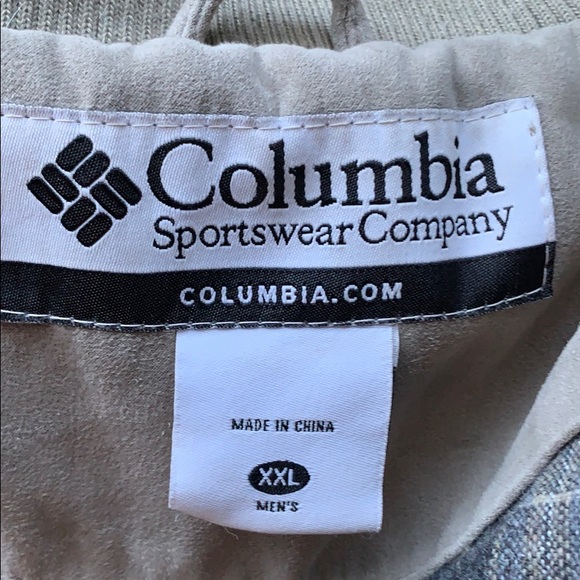 Columbia
Sportswear Company
COLUMBIA.COM
MADE IN CHINA
XXL
MEN'S